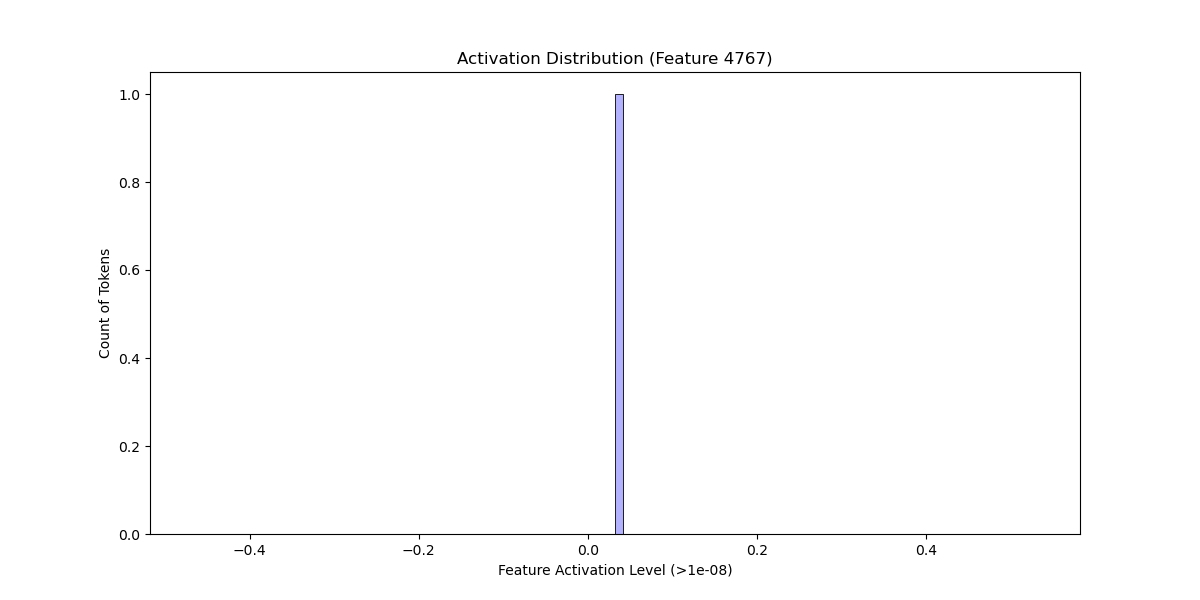 Activation Distribution (Feature 4767)
1.0
0.8
0.6
0.4
0.2
0.0
Count of Tokens
−0.4 −0.2 0.0 0.2 0.4
Feature Activation Level (>1e-08)